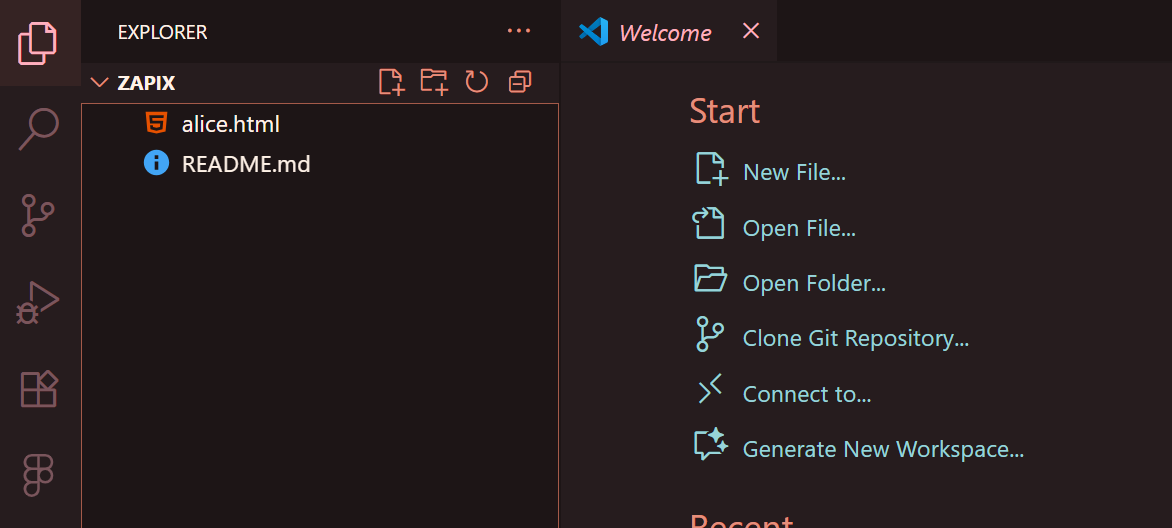 EXPLORER
ZAPIX
alice.html
README.md
Welcome
Start
New File...
Open File...
Open Folder...
Clone Git Repository...
Connect to...
Generate New Workspace...
Recent